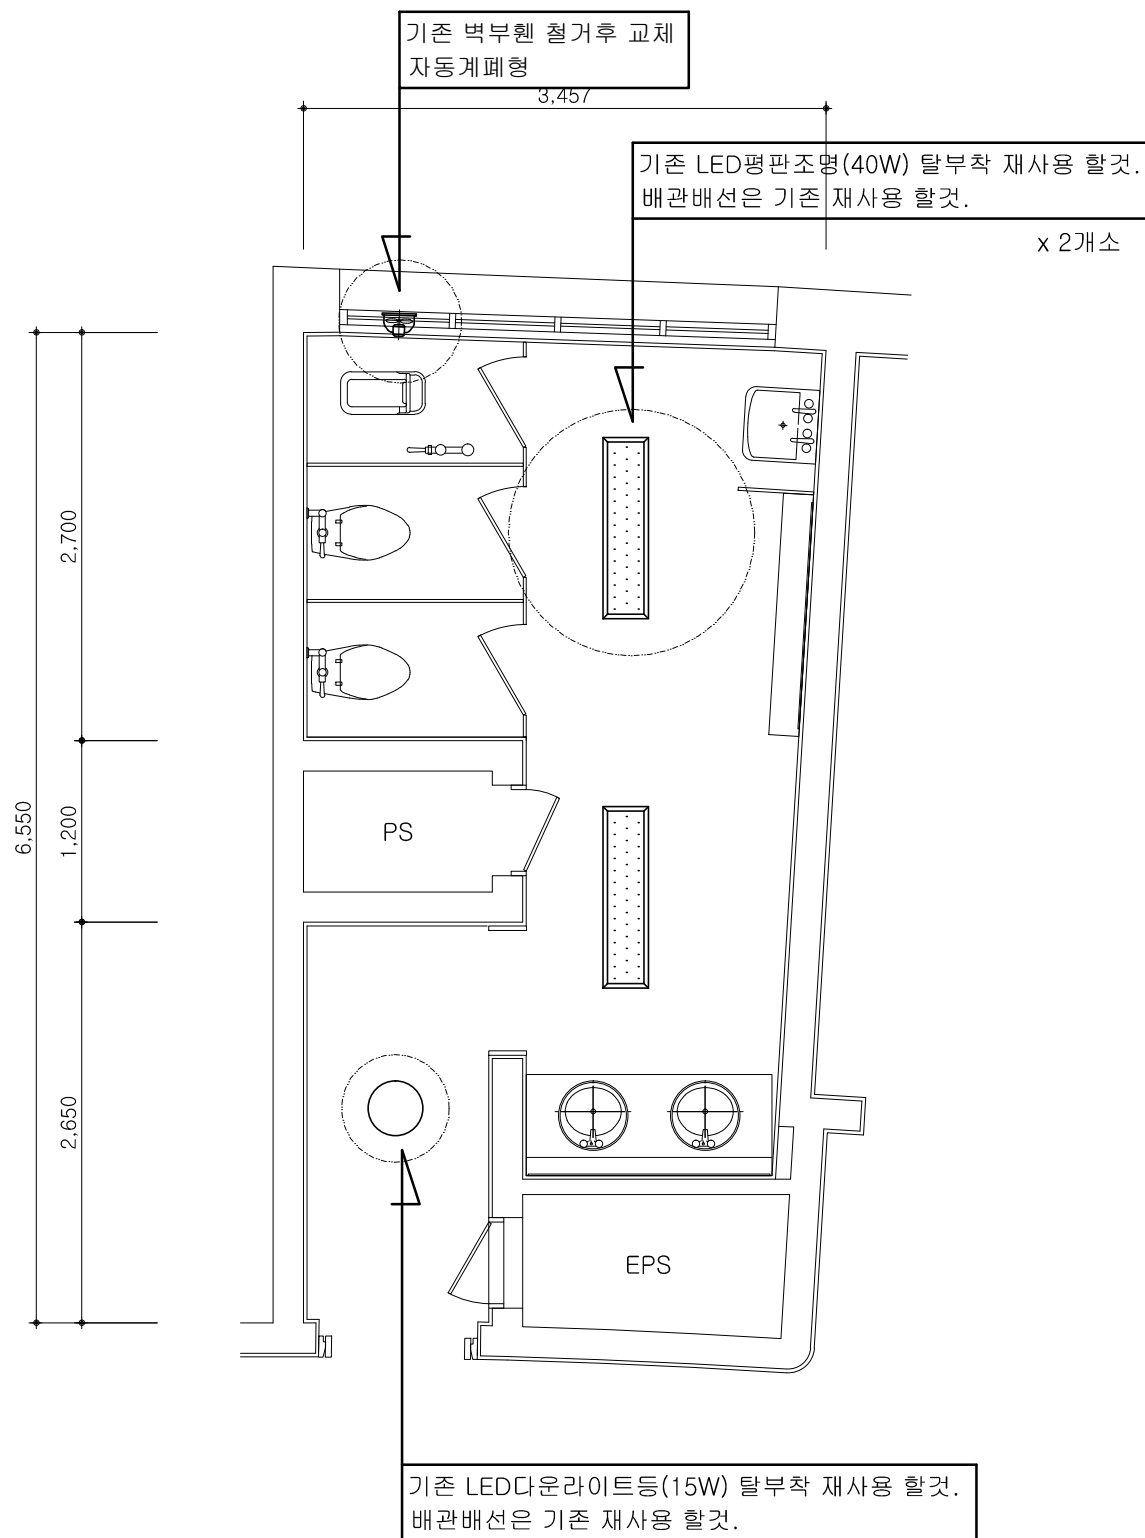 기존 벽부휀 철거후 교체
자동계폐형
3,457
기존 LED평판조명(40W) 탈부착 재사용 할것.
배관배선은 기존 재사용 할것.
x 2개소
2,700
6,550
1,200
PS
2,650
EPS
기존 LED다운라이트등(15W) 탈부착 재사용 할것.
배관배선은 기존 재사용 할것.